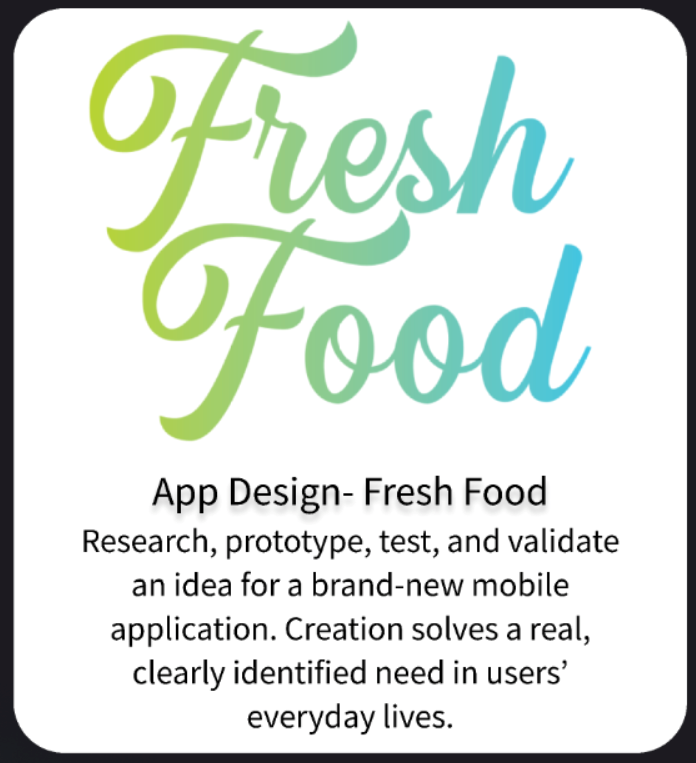 Fresh
Food
App Design- Fresh Food
Research, prototype, test, and validate
an idea for a brand-new mobile
application. Creation solves a real,
clearly identified need in users’
everyday lives.